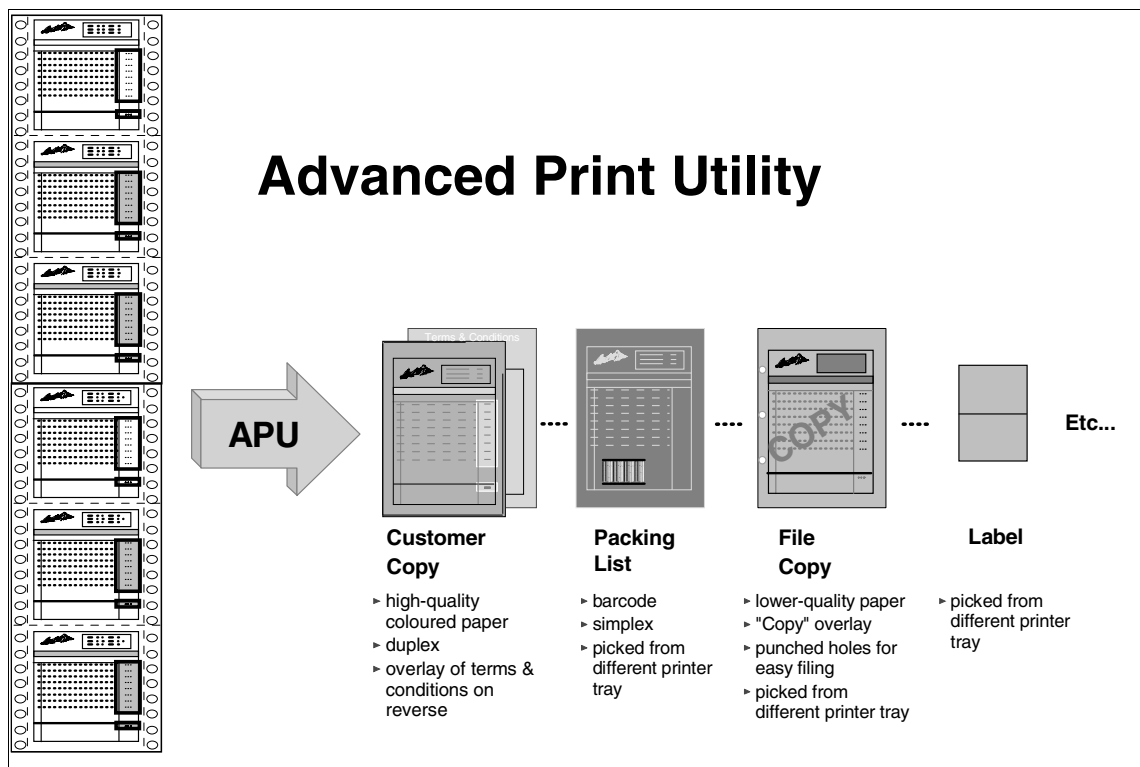 Advanced Print Utility
Terms & Conditions
APU
COPY
Etc...
Customer
Copy
▸ high-quality
coloured paper
▸ duplex
▸ overlay of terms &
conditions on
reverse
Packing
List
▸ barcode
▸ simplex
▸ picked from
different printer
tray
File
Copy
▸ lower-quality paper
▸ "Copy" overlay
▸ punched holes for
easy filing
▸ picked from
different printer tray
Label
▸ picked from
different printer
tray